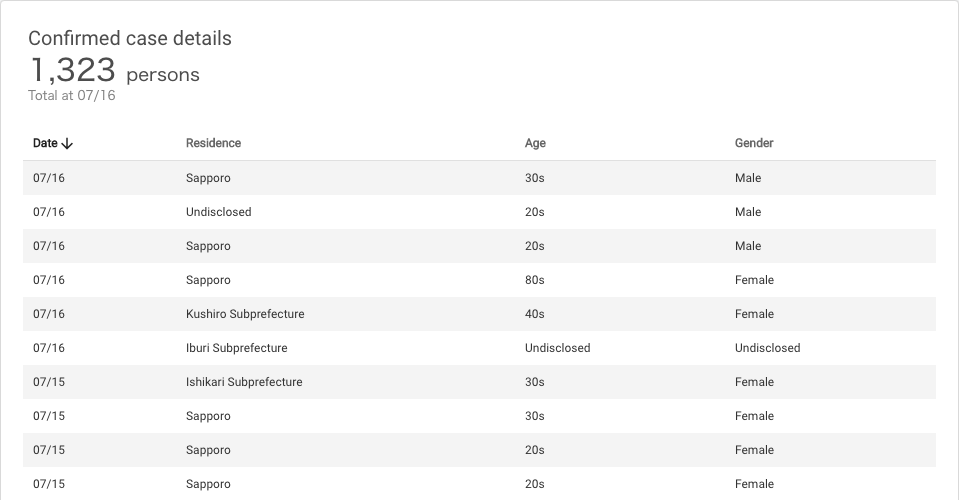 Confirmed case details
1,323 persons
Total at 07/16
Date Residence Age Gender
07/16 Sapporo 30s Male
07/16 Undisclosed 20s Male
07/16 Sapporo 20s Male
07/16 Sapporo 80s Female
07/16 Kushiro Subprefecture 40s Female
07/16 Iburi Subprefecture Undisclosed Undisclosed
07/15 Ishikari Subprefecture 30s Female
07/15 Sapporo 30s Female
07/15 Sapporo 20s Female
07/15 Sapporo 20s Female